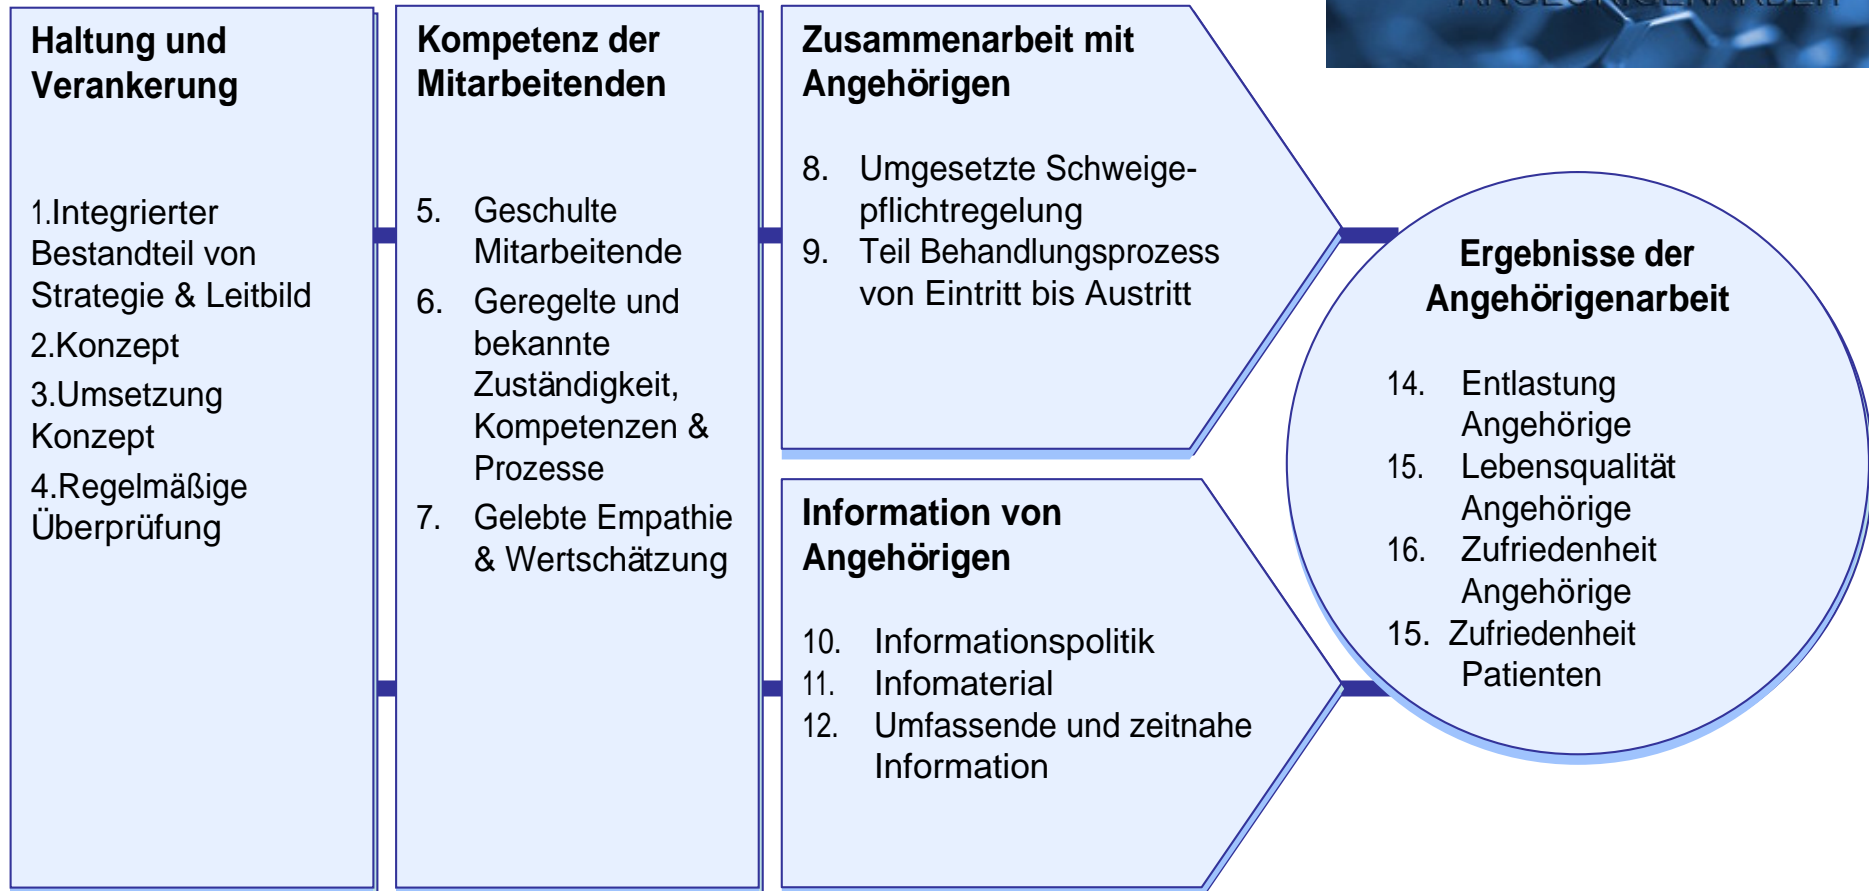 Haltung und
Verankerung
1.Integrierter
Bestandteil von
Strategie & Leitbild
2.Konzept
3.Umsetzung
Konzept
4.Regelmäßige
Überprüfung
Kompetenz der
Mitarbeitenden
5. Geschulte
Mitarbeitende
6. Geregelte und
bekannte
Zuständigkeit,
Kompetenzen &
Prozesse
7. Gelebte Empathie
& Wertschätzung
Zusammenarbeit mit
Angehörigen
8. Umgesetzte Schweige-
pflichtregelung
9. Teil Behandlungsprozess
von Eintritt bis Austritt
Information von
Angehörigen
10. Informationspolitik
11. Infomaterial
12. Umfassende und zeitnahe
Information
Ergebnisse der
Angehörigenarbeit
14. Entlastung
Angehörige
15. Lebensqualität
Angehörige
16. Zufriedenheit
Angehörige
15. Zufriedenheit
Patienten